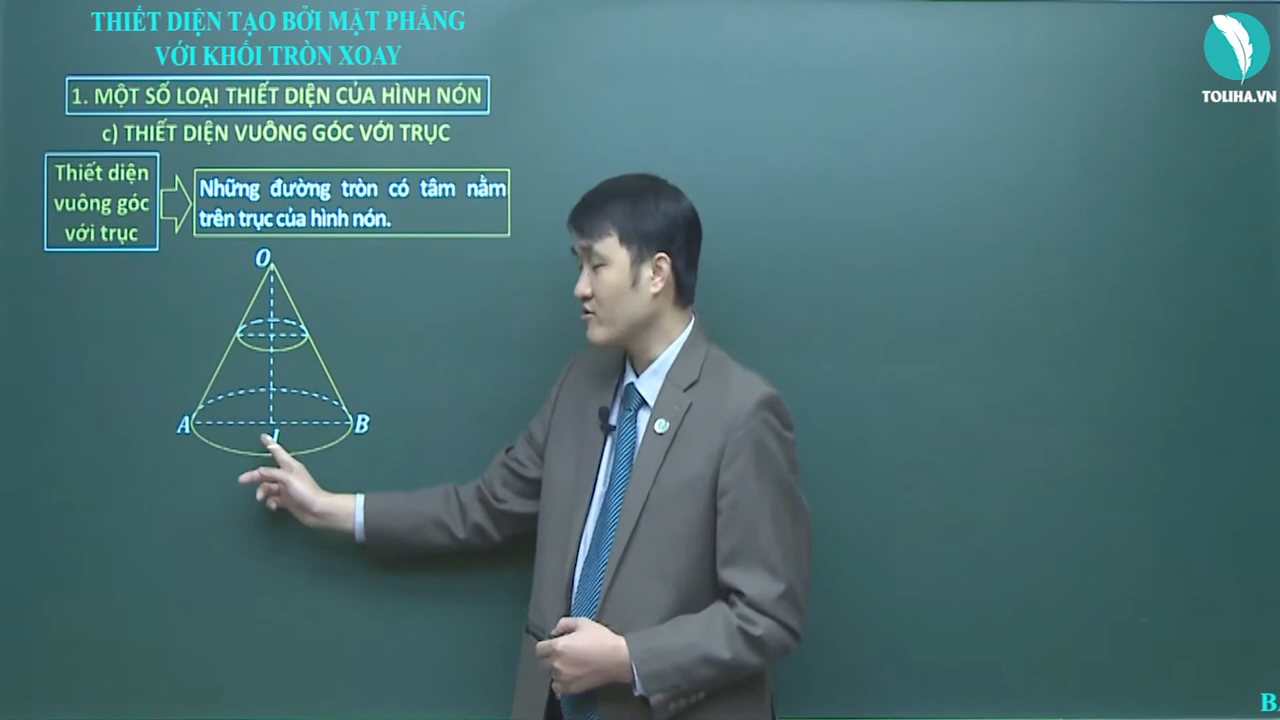 THIẾT DIỆN TẠO BỞI MẶT PHẲNG
VỚI KHỐI TRÒN XOAY
1. MỘT SỐ LOẠI THIẾT DIỆN CỦA HÌNH NÓN
c) THIẾT DIỆN VUÔNG GÓC VỚI TRỤC
Thiết diện
vuông góc
với trục
Những đường tròn có tâm nằm
trên trục của hình nón.
O
A
B
TOLIHA.VN